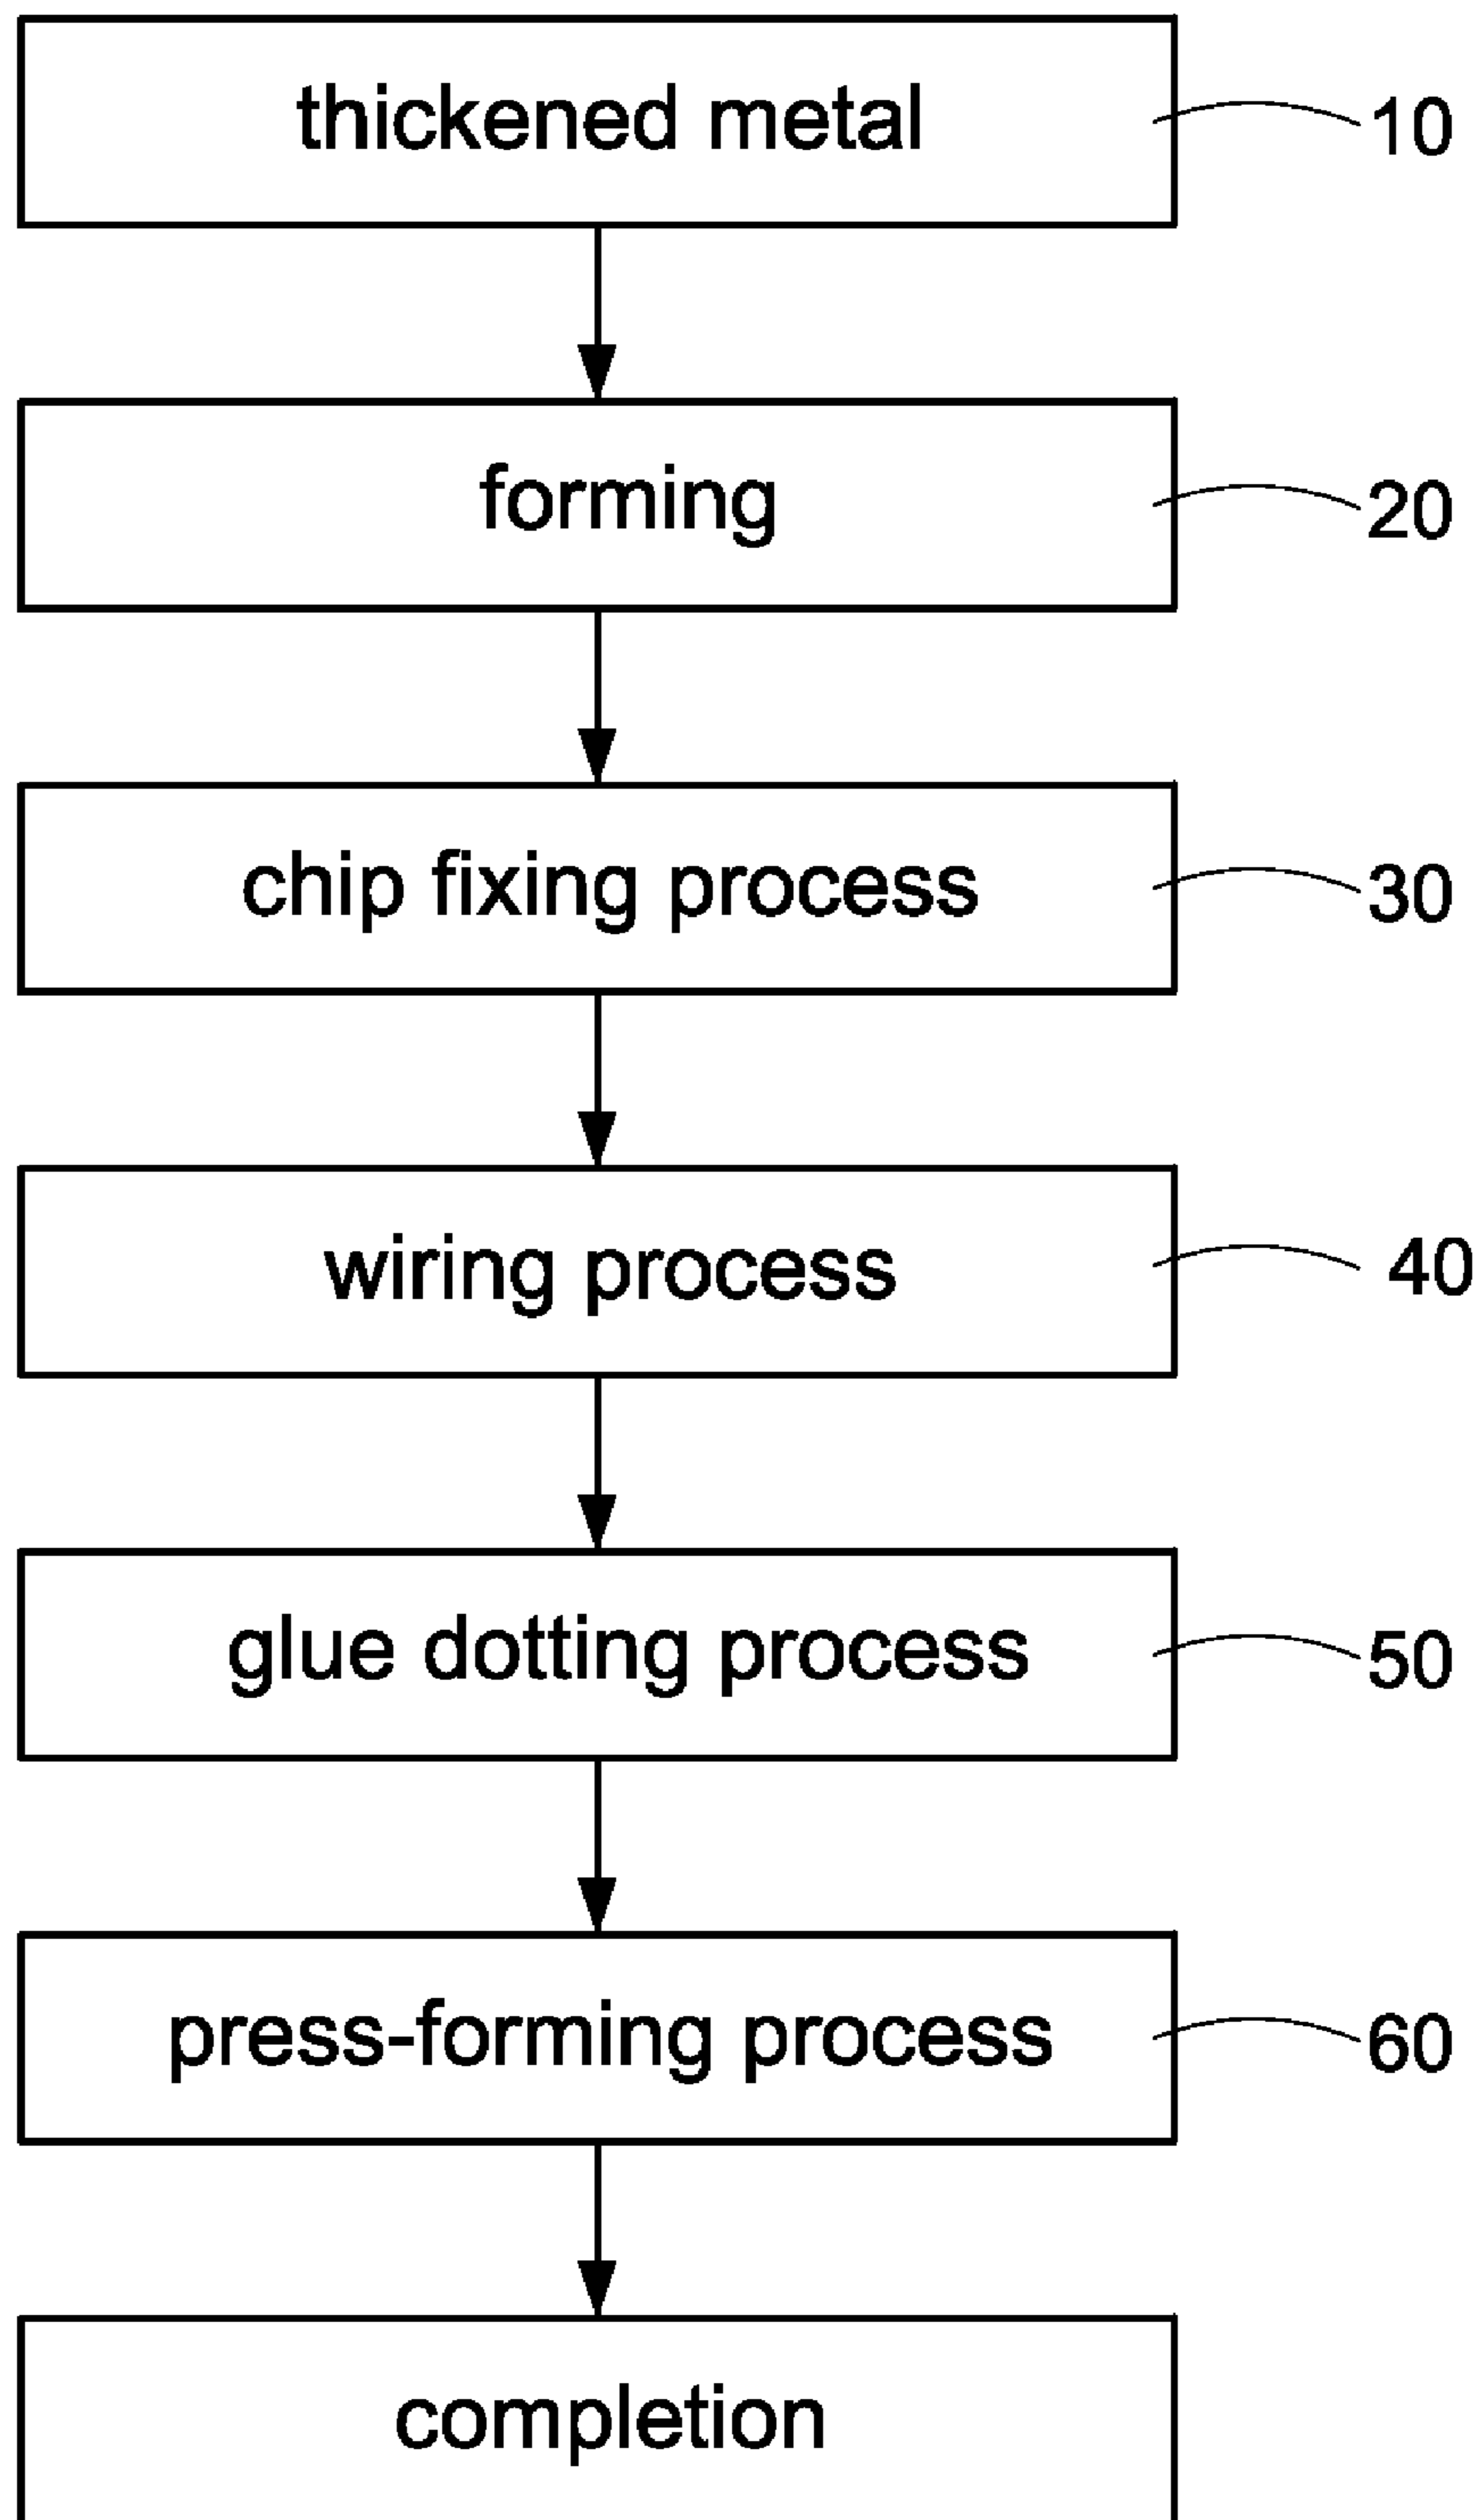 thickened metal
10
forming
20
chip fixing process
30
wiring process
40
glue dotting process
50
press-forming process
60
completion